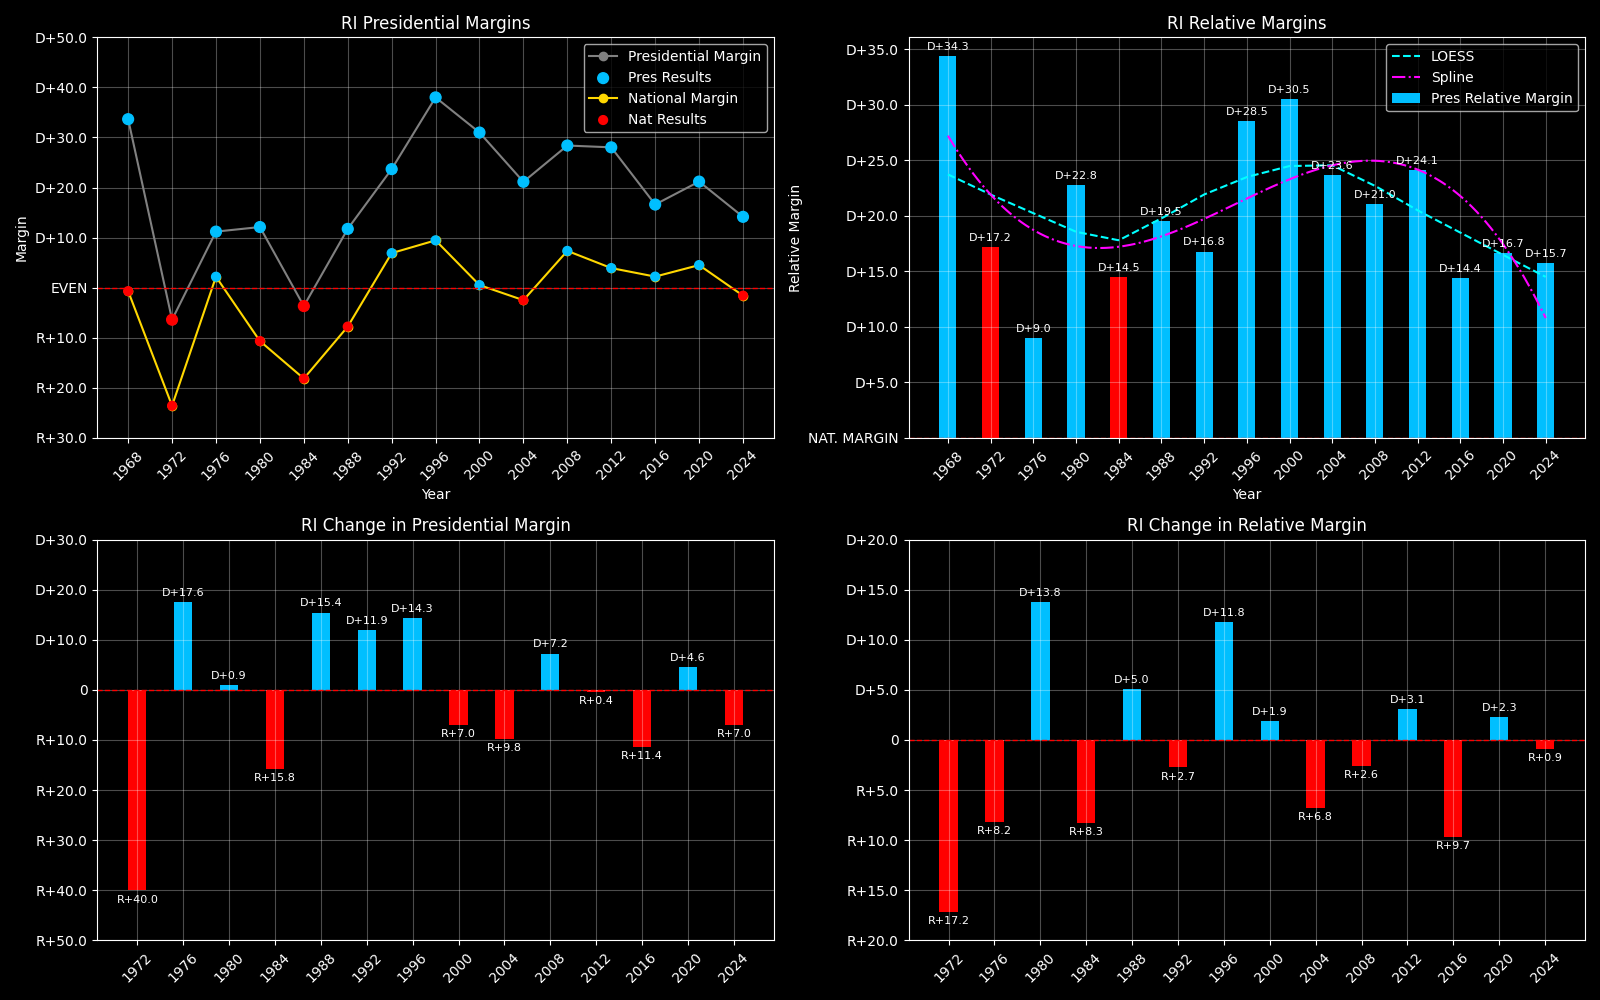 RI Presidential Margins
D+50.0
D+40.0
D+30.0
D+20.0
D+10.0
EVEN
R+10.0
R+20.0
R+30.0
Margin
Presidential Margin
Pres Results
National Margin
Nat Results
1968 1972 1976 1980 1984 1988 1992 1996 2000 2004 2008 2012 2016 2020 2024
Year
RI Relative Margins
D+35.0
D+30.0
D+25.0
D+20.0
D+15.0
D+10.0
D+5.0
NAT. MARGIN
Relative Margin
LOESS
Spline
Pres Relative Margin
D+34.3 D+17.2 D+9.0 D+22.8 D+14.5 D+19.5 D+16.8 D+28.5 D+30.5 D+23.6 D+21.0 D+24.1 D+14.4 D+16.7 D+15.7
1968 1972 1976 1980 1984 1988 1992 1996 2000 2004 2008 2012 2016 2020 2024
Year
RI Change in Presidential Margin
D+30.0
D+20.0
D+10.0
0
R+10.0
R+20.0
R+30.0
R+40.0
R+50.0
R+40.0 D+17.6 D+0.9 R+15.8 D+15.4 D+11.9 D+14.3 R+7.0 R+9.8 D+7.2 R+0.4 R+11.4 D+4.6 R+7.0
1972 1976 1980 1984 1988 1992 1996 2000 2004 2008 2012 2016 2020 2024
RI Change in Relative Margin
D+20.0
D+15.0
D+10.0
D+5.0
0
R+5.0
R+10.0
R+15.0
R+20.0
R+17.2 R+8.2 D+13.8 R+8.3 D+5.0 R+2.7 D+11.8 D+1.9 R+6.8 R+2.6 D+3.1 R+9.7 D+2.3 R+0.9
1972 1976 1980 1984 1988 1992 1996 2000 2004 2008 2012 2016 2020 2024